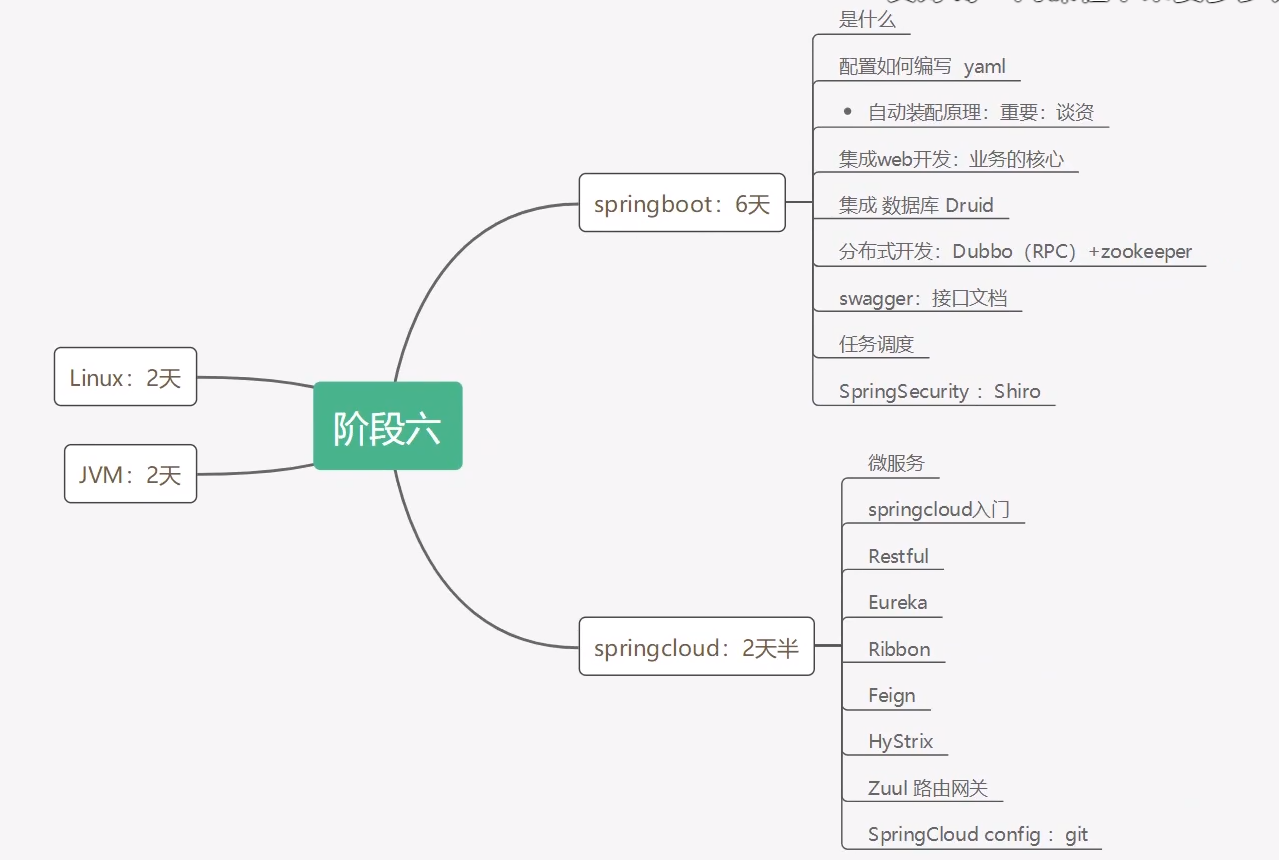 是什么
配置如何编写 yaml
自动装配原理：重要：谈资
集成web开发：业务的核心
集成 数据库 Druid
分布式开发：Dubbo（RPC）+zookeeper
swagger：接口文档
任务调度
SpringSecurity ：Shiro
springboot：6天
Linux：2天
阶段六
JVM：2天
微服务
springcloud入门
Restful
Eureka
Ribbon
Feign
HyStrix
Zuul 路由网关
SpringCloud config ：git
springcloud：2天半